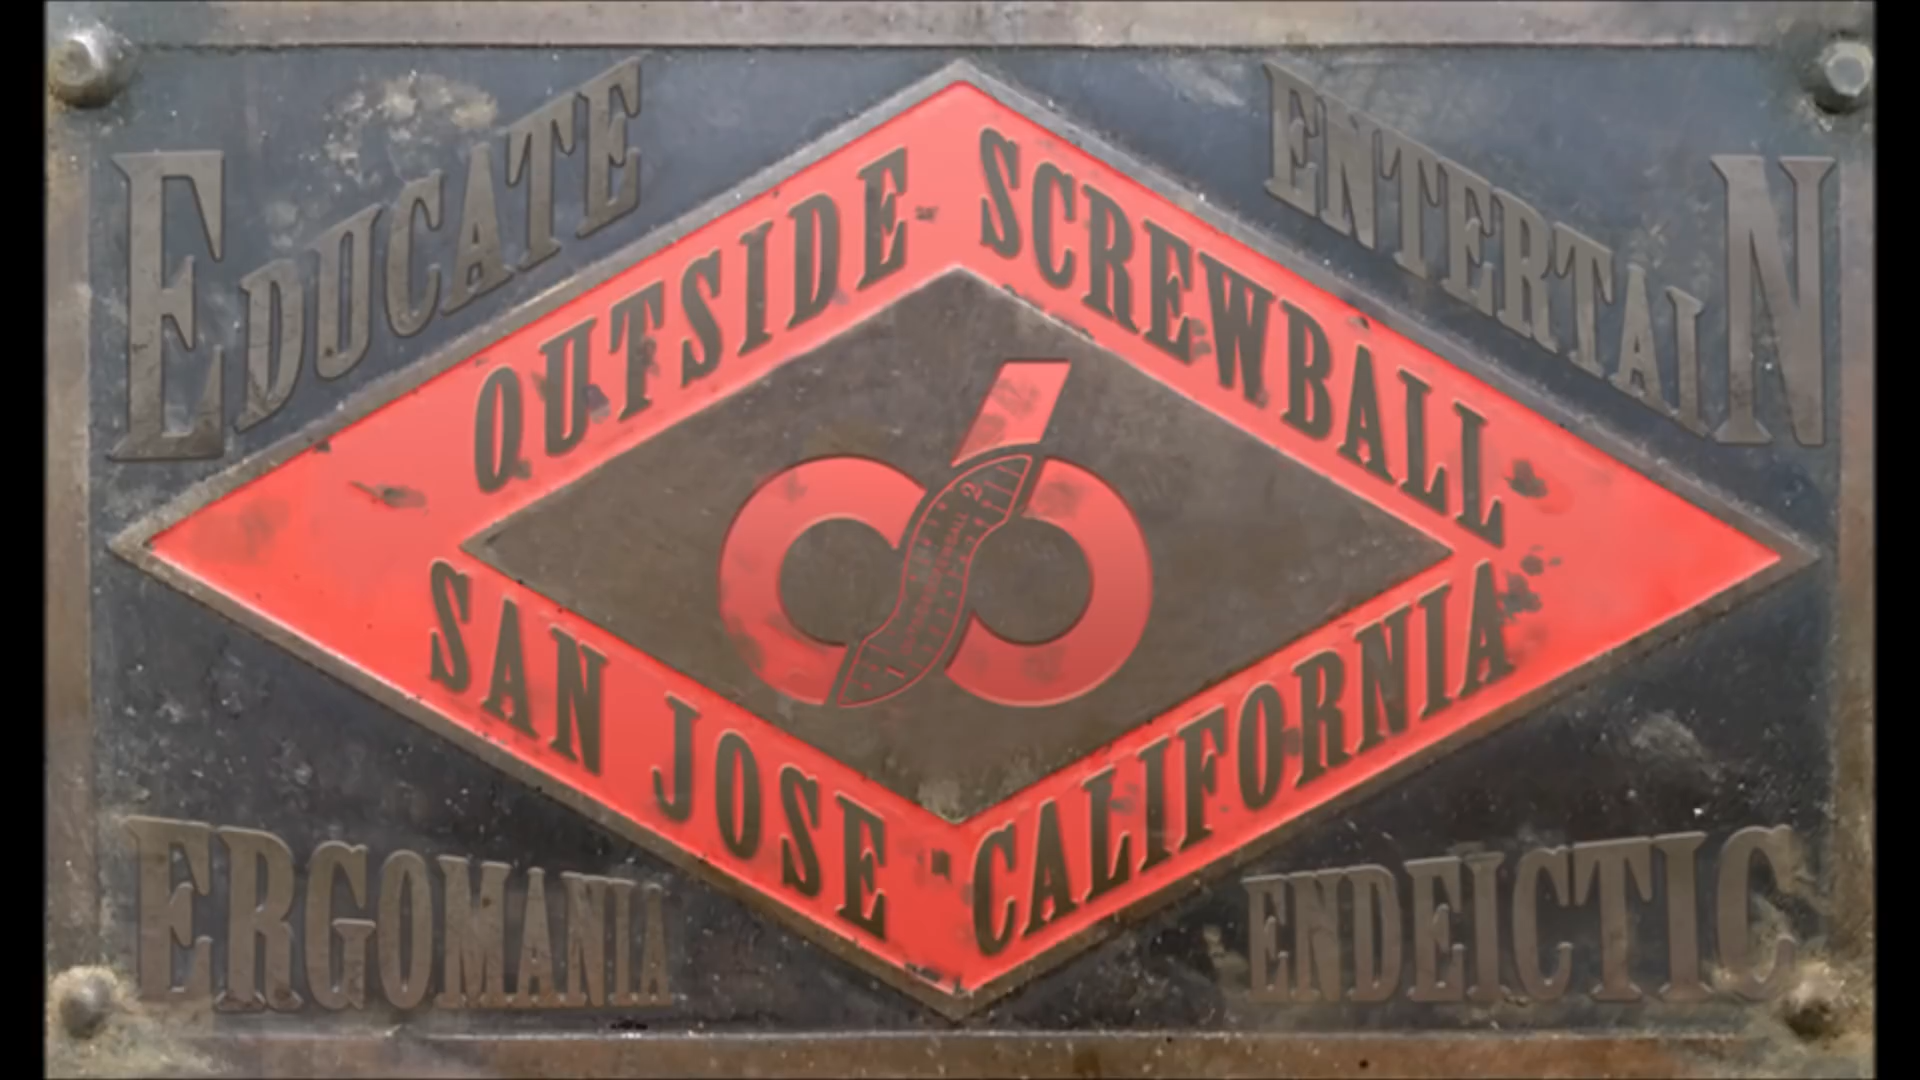 EDUCATE
ENTERTAIN
OUTSIDE SCREWBALL
SAN JOSE CALIFORNIA
ERGOMANIA
ENDEICTIC